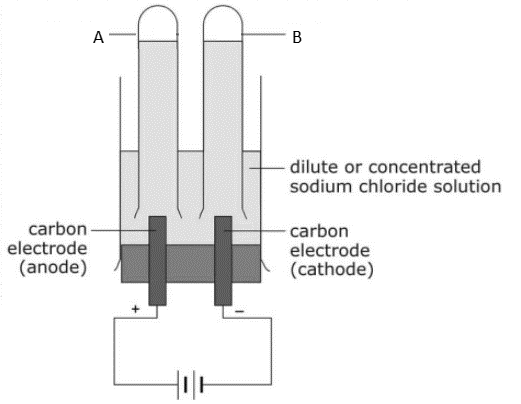 A
B
dilute or concentrated
sodium chloride solution
carbon
electrode
(anode)
carbon
electrode
(cathode)
+
−